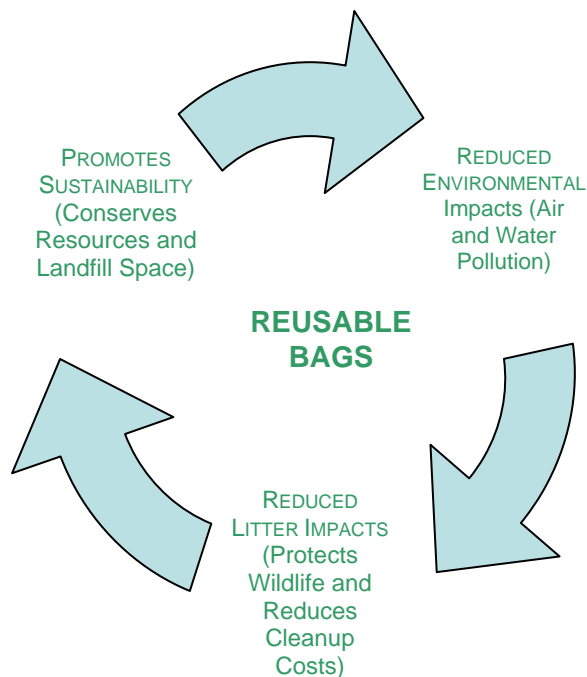 PROMOTES
SUSTAINABILITY
(Conserves
Resources and
Landfill Space)
REDUCED
ENVIRONMENTAL
Impacts (Air
and Water
Pollution)
REUSABLE
BAGS
REDUCED
LITTER IMPACTS
(Protects
Wildlife and
Reduces
Cleanup
Costs)